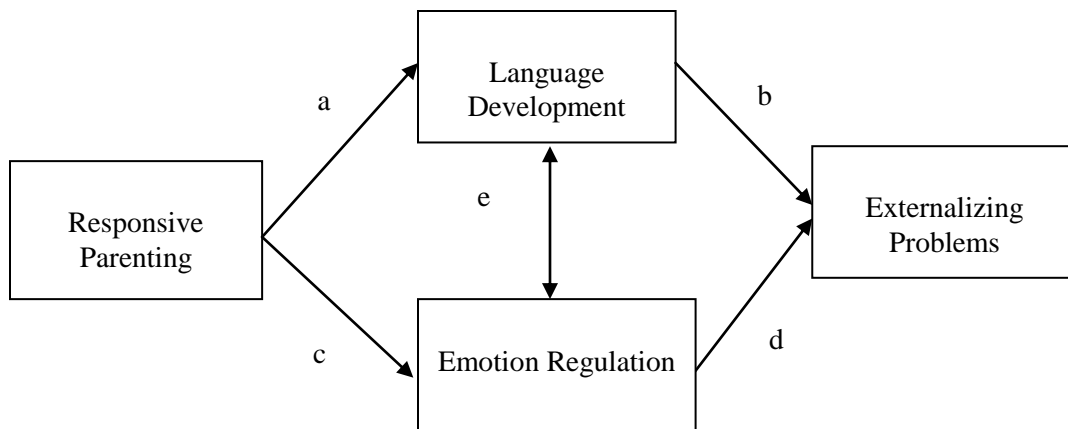 Language
Development
a
b
e
Responsive
Parenting
Externalizing
Problems
c
Emotion Regulation
d